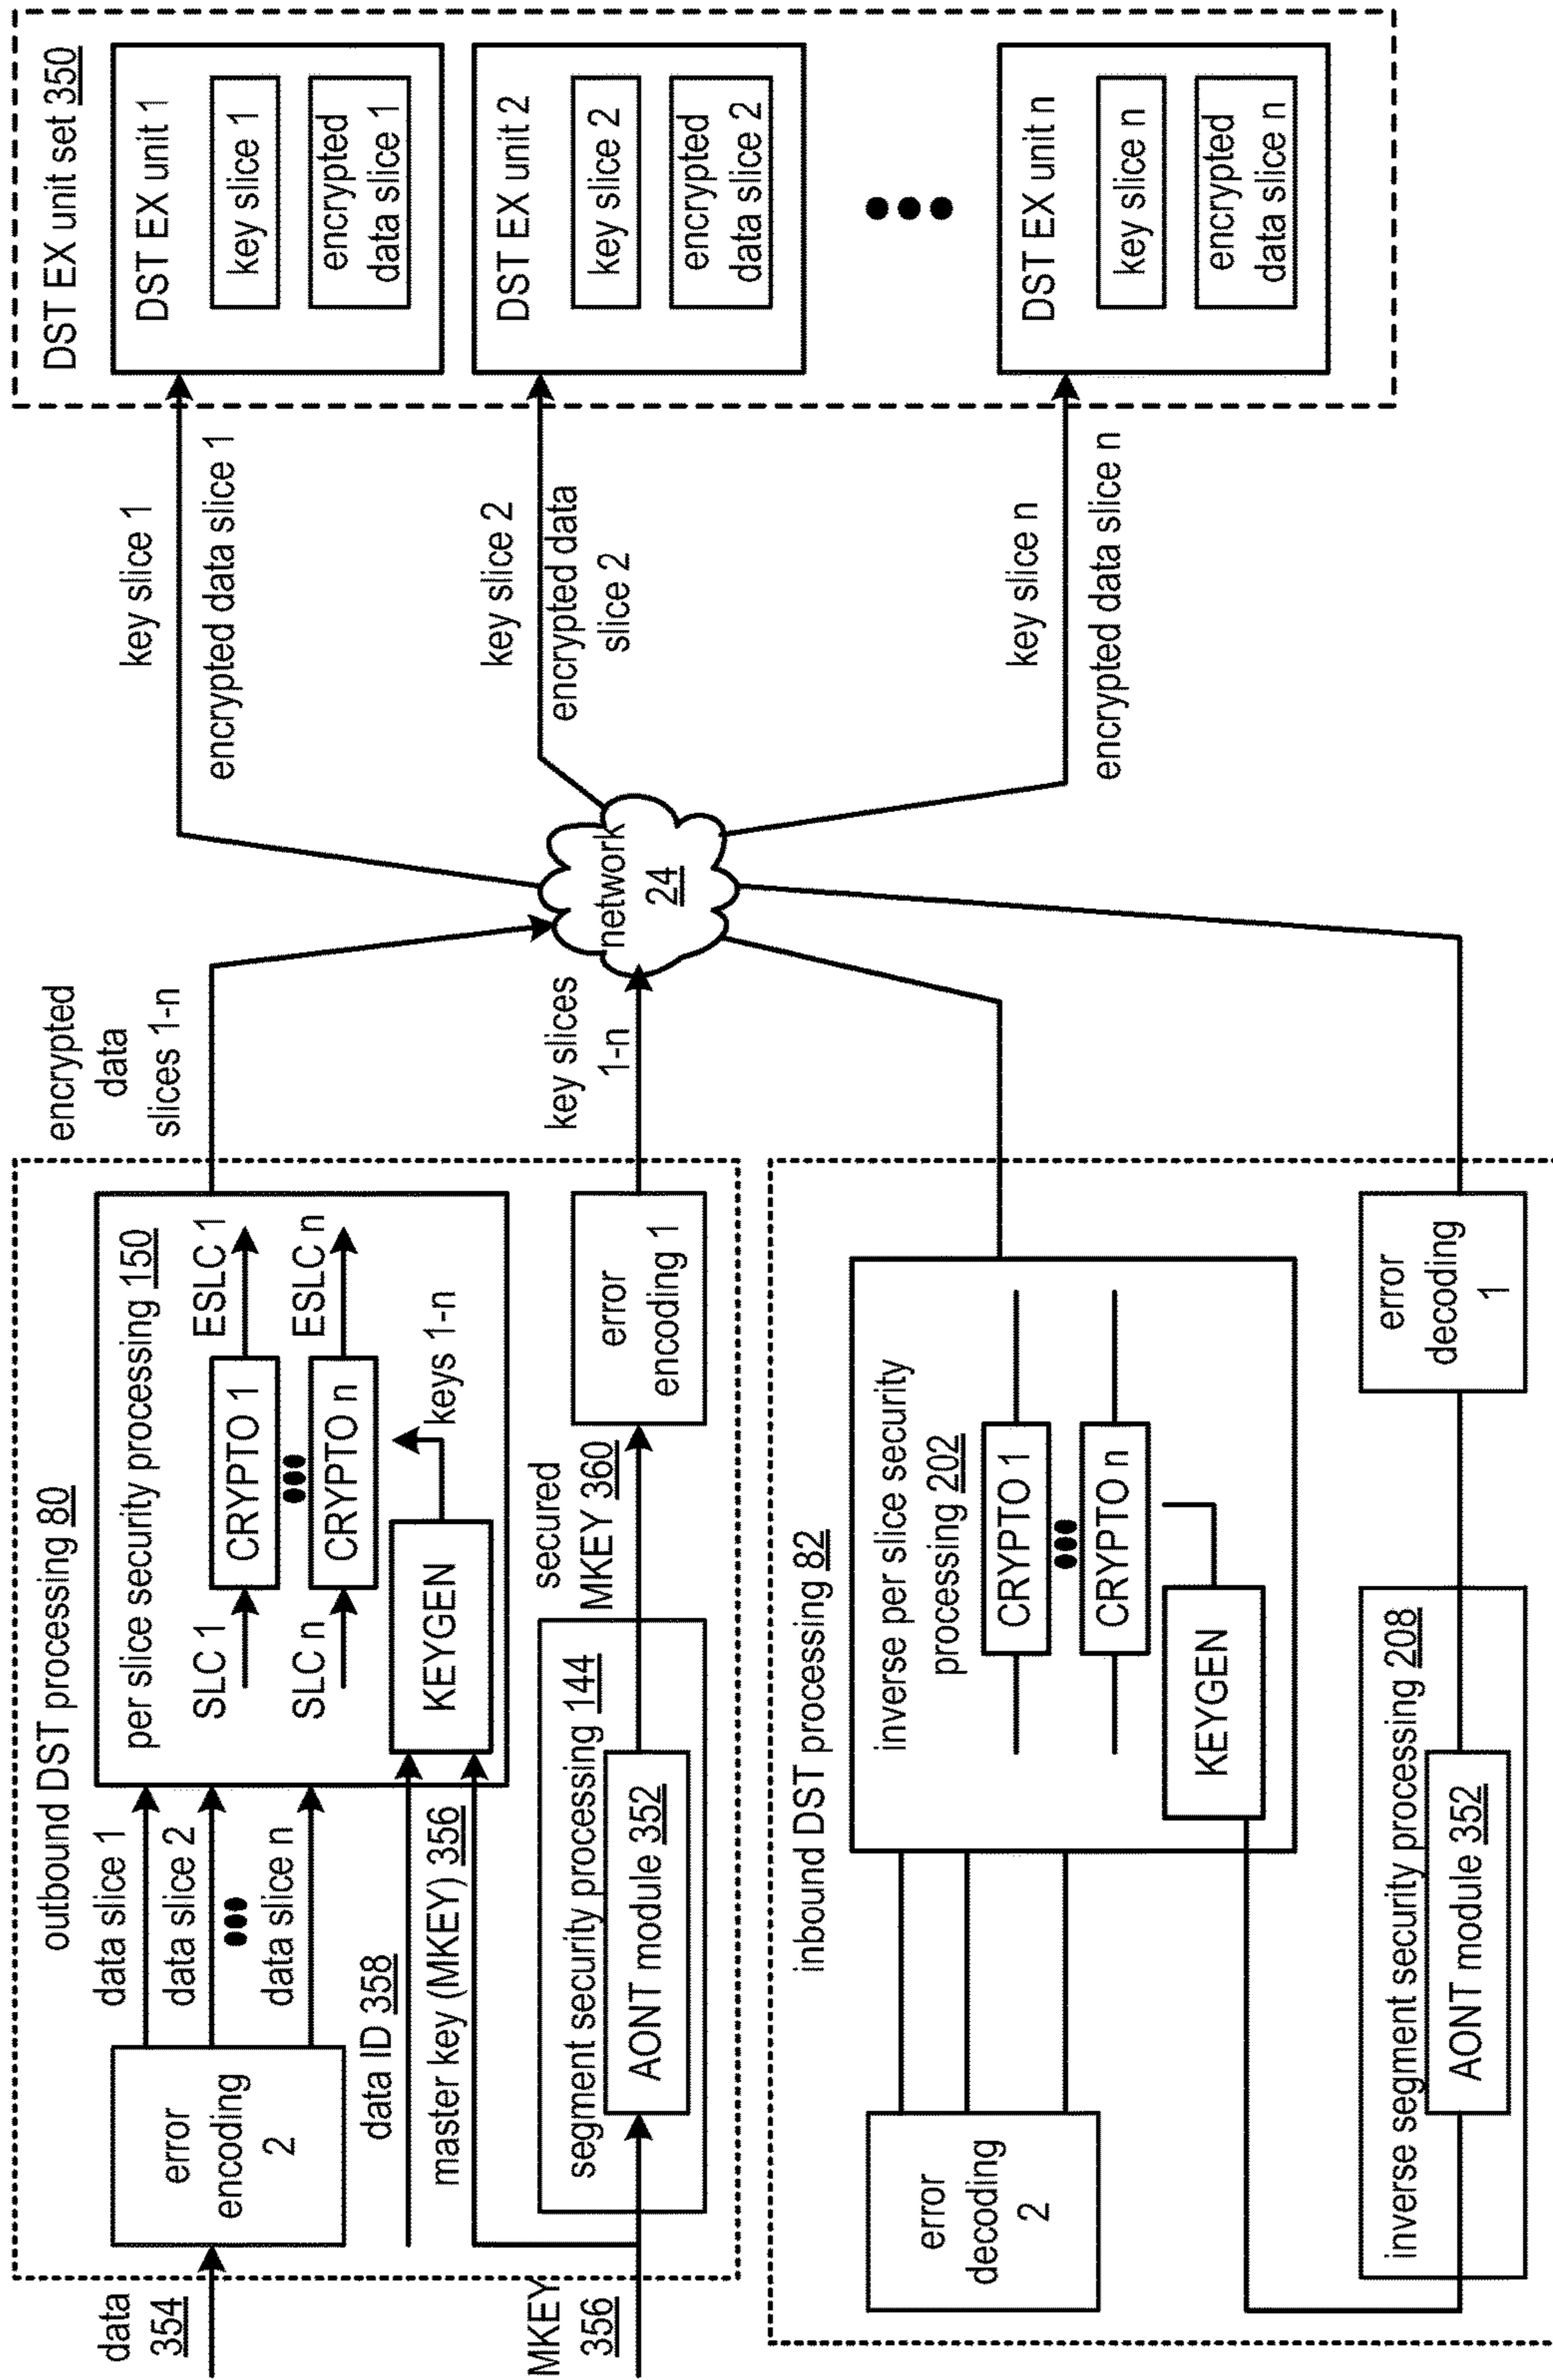 outbound DST processing 80
data
354
error
encoding
2
data slice 1
data slice 2
data slice n
per slice security processing 150
SLC 1
CRYPTO 1
ESLC 1
SLC n
CRYPTO n
ESLC n
KEYGEN
keys 1-n
data ID 358
master key (MKEY) 356
MKEY
356
segment security processing 144
AONT module 352
secured
MKEY 360
error
encoding 1
encrypted
data
slices 1-n
key slices
1-n
network
24
key slice 1
encrypted data slice 1
key slice 2
encrypted data
slice 2
key slice n
encrypted data slice n
DST EX unit set 350
DST EX unit 1
key slice 1
encrypted
data slice 1
DST EX unit 2
key slice 2
encrypted
data slice 2
DST EX unit n
key slice n
encrypted
data slice n
inbound DST processing 82
error
decoding
2
inverse per slice security
processing 202
CRYPTO 1
CRYPTO n
KEYGEN
inverse segment security processing 208
AONT module 352
error
decoding
1